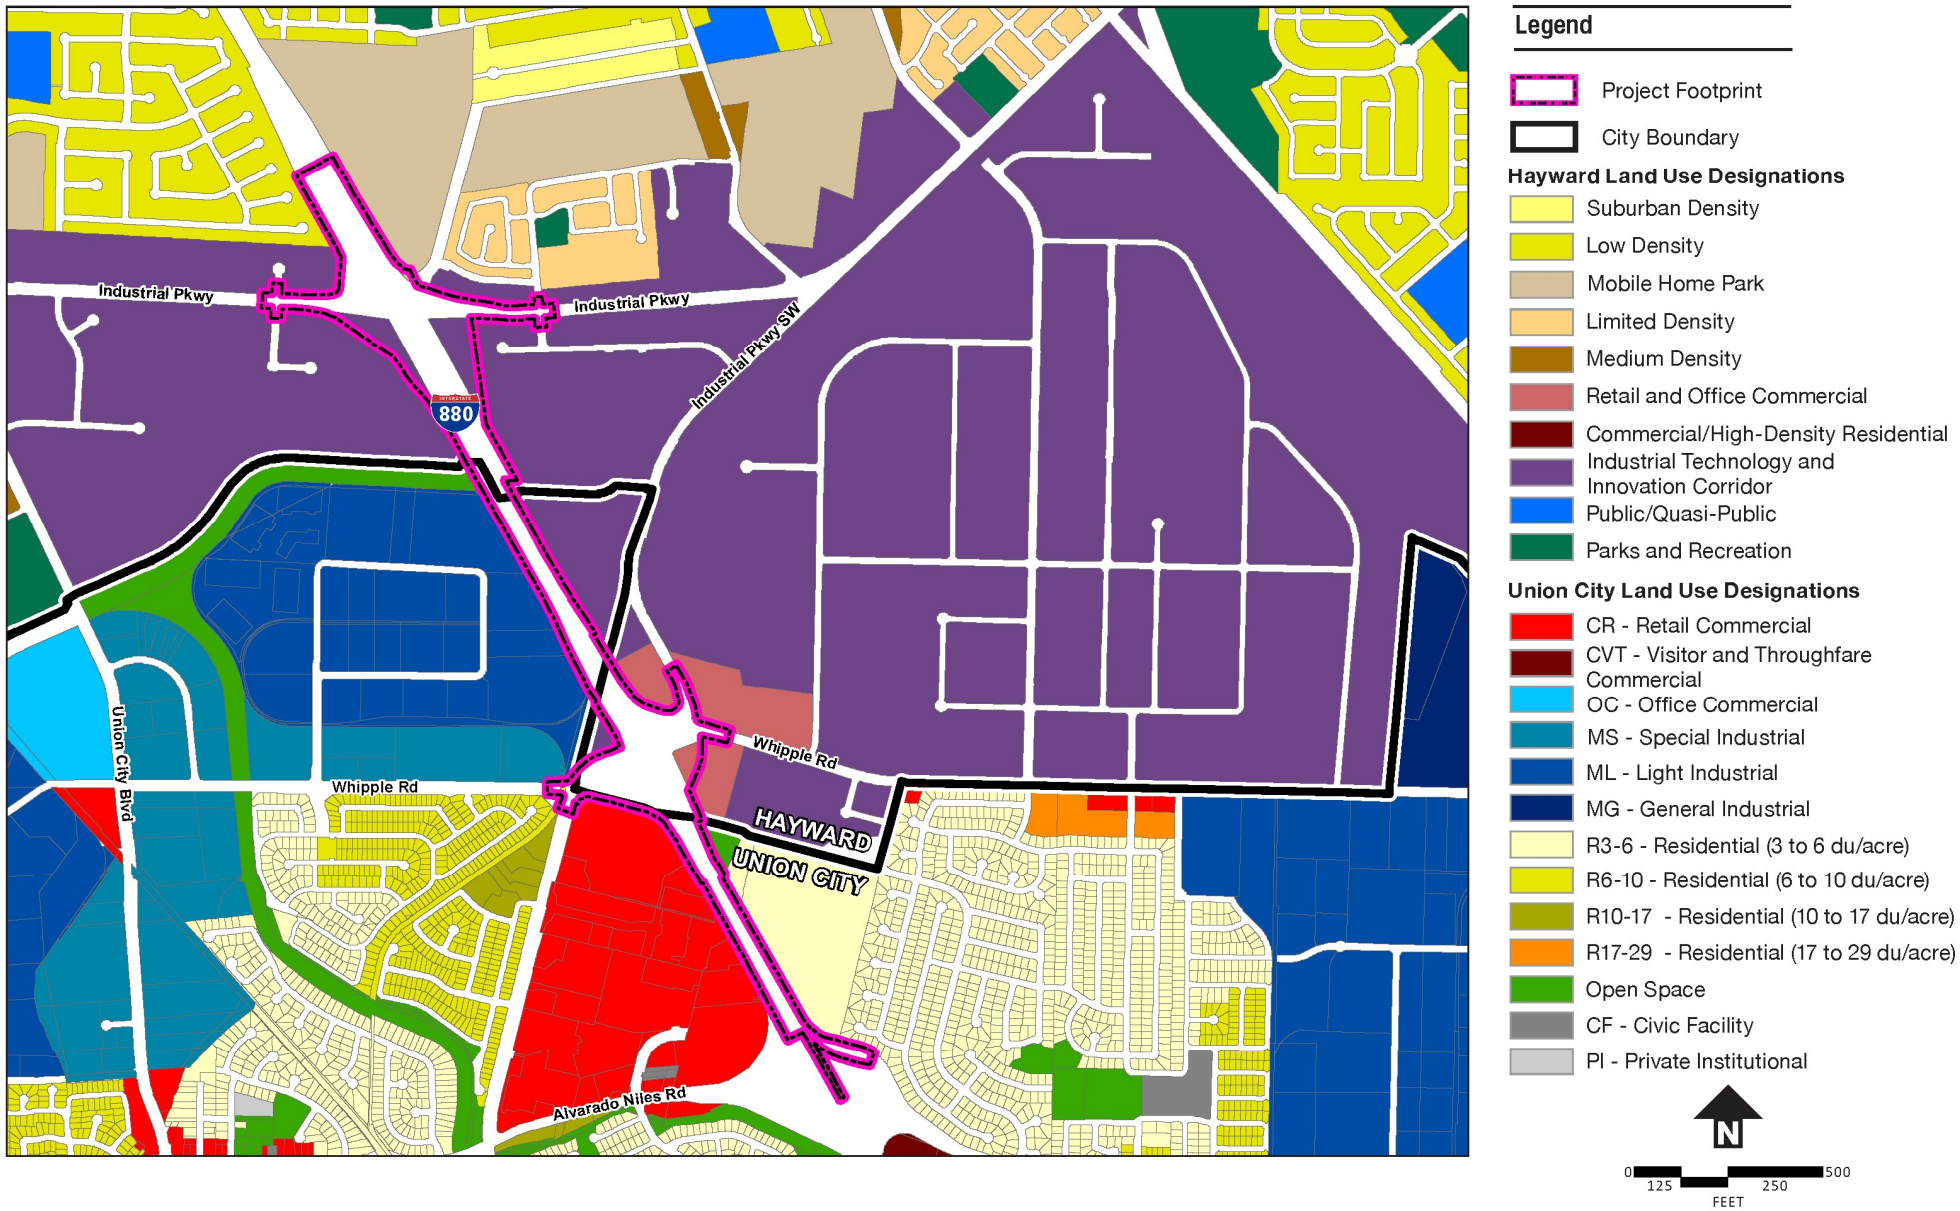 Legend
Project Footprint
City Boundary
Hayward Land Use Designations
Suburban Density
Low Density
Mobile Home Park
Limited Density
Medium Density
Retail and Office Commercial
Commercial/High-Density Residential
Industrial Technology and
Innovation Corridor
Public/Quasi-Public
Parks and Recreation
Union City Land Use Designations
CR - Retail Commercial
CVT - Visitor and Throughfare
Commercial
OC - Office Commercial
MS - Special Industrial
ML - Light Industrial
MG - General Industrial
R3-6 - Residential (3 to 6 du/acre)
R6-10 - Residential (6 to 10 du/acre)
R10-17 - Residential (10 to 17 du/acre)
R17-29 - Residential (17 to 29 du/acre)
Open Space
CF - Civic Facility
PI - Private Institutional
N
0 500
125 250
FEET
Industrial Pkwy
Industrial Pkwy
Industrial Pkwy SW
INTERSTATE
880
Union City Blvd
Whipple Rd
Whipple Rd
HAYWARD
UNION CITY
Alvarado Niles Rd